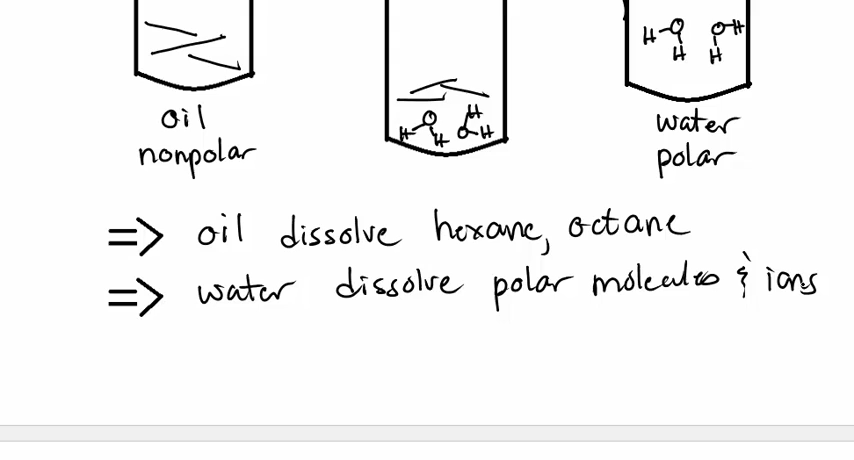 H O H O H
H H
O H
H H O H
oil
nonpolar
water
polar
=> oil dissolve hexane, octane
=> water dissolve polar molecules & ions